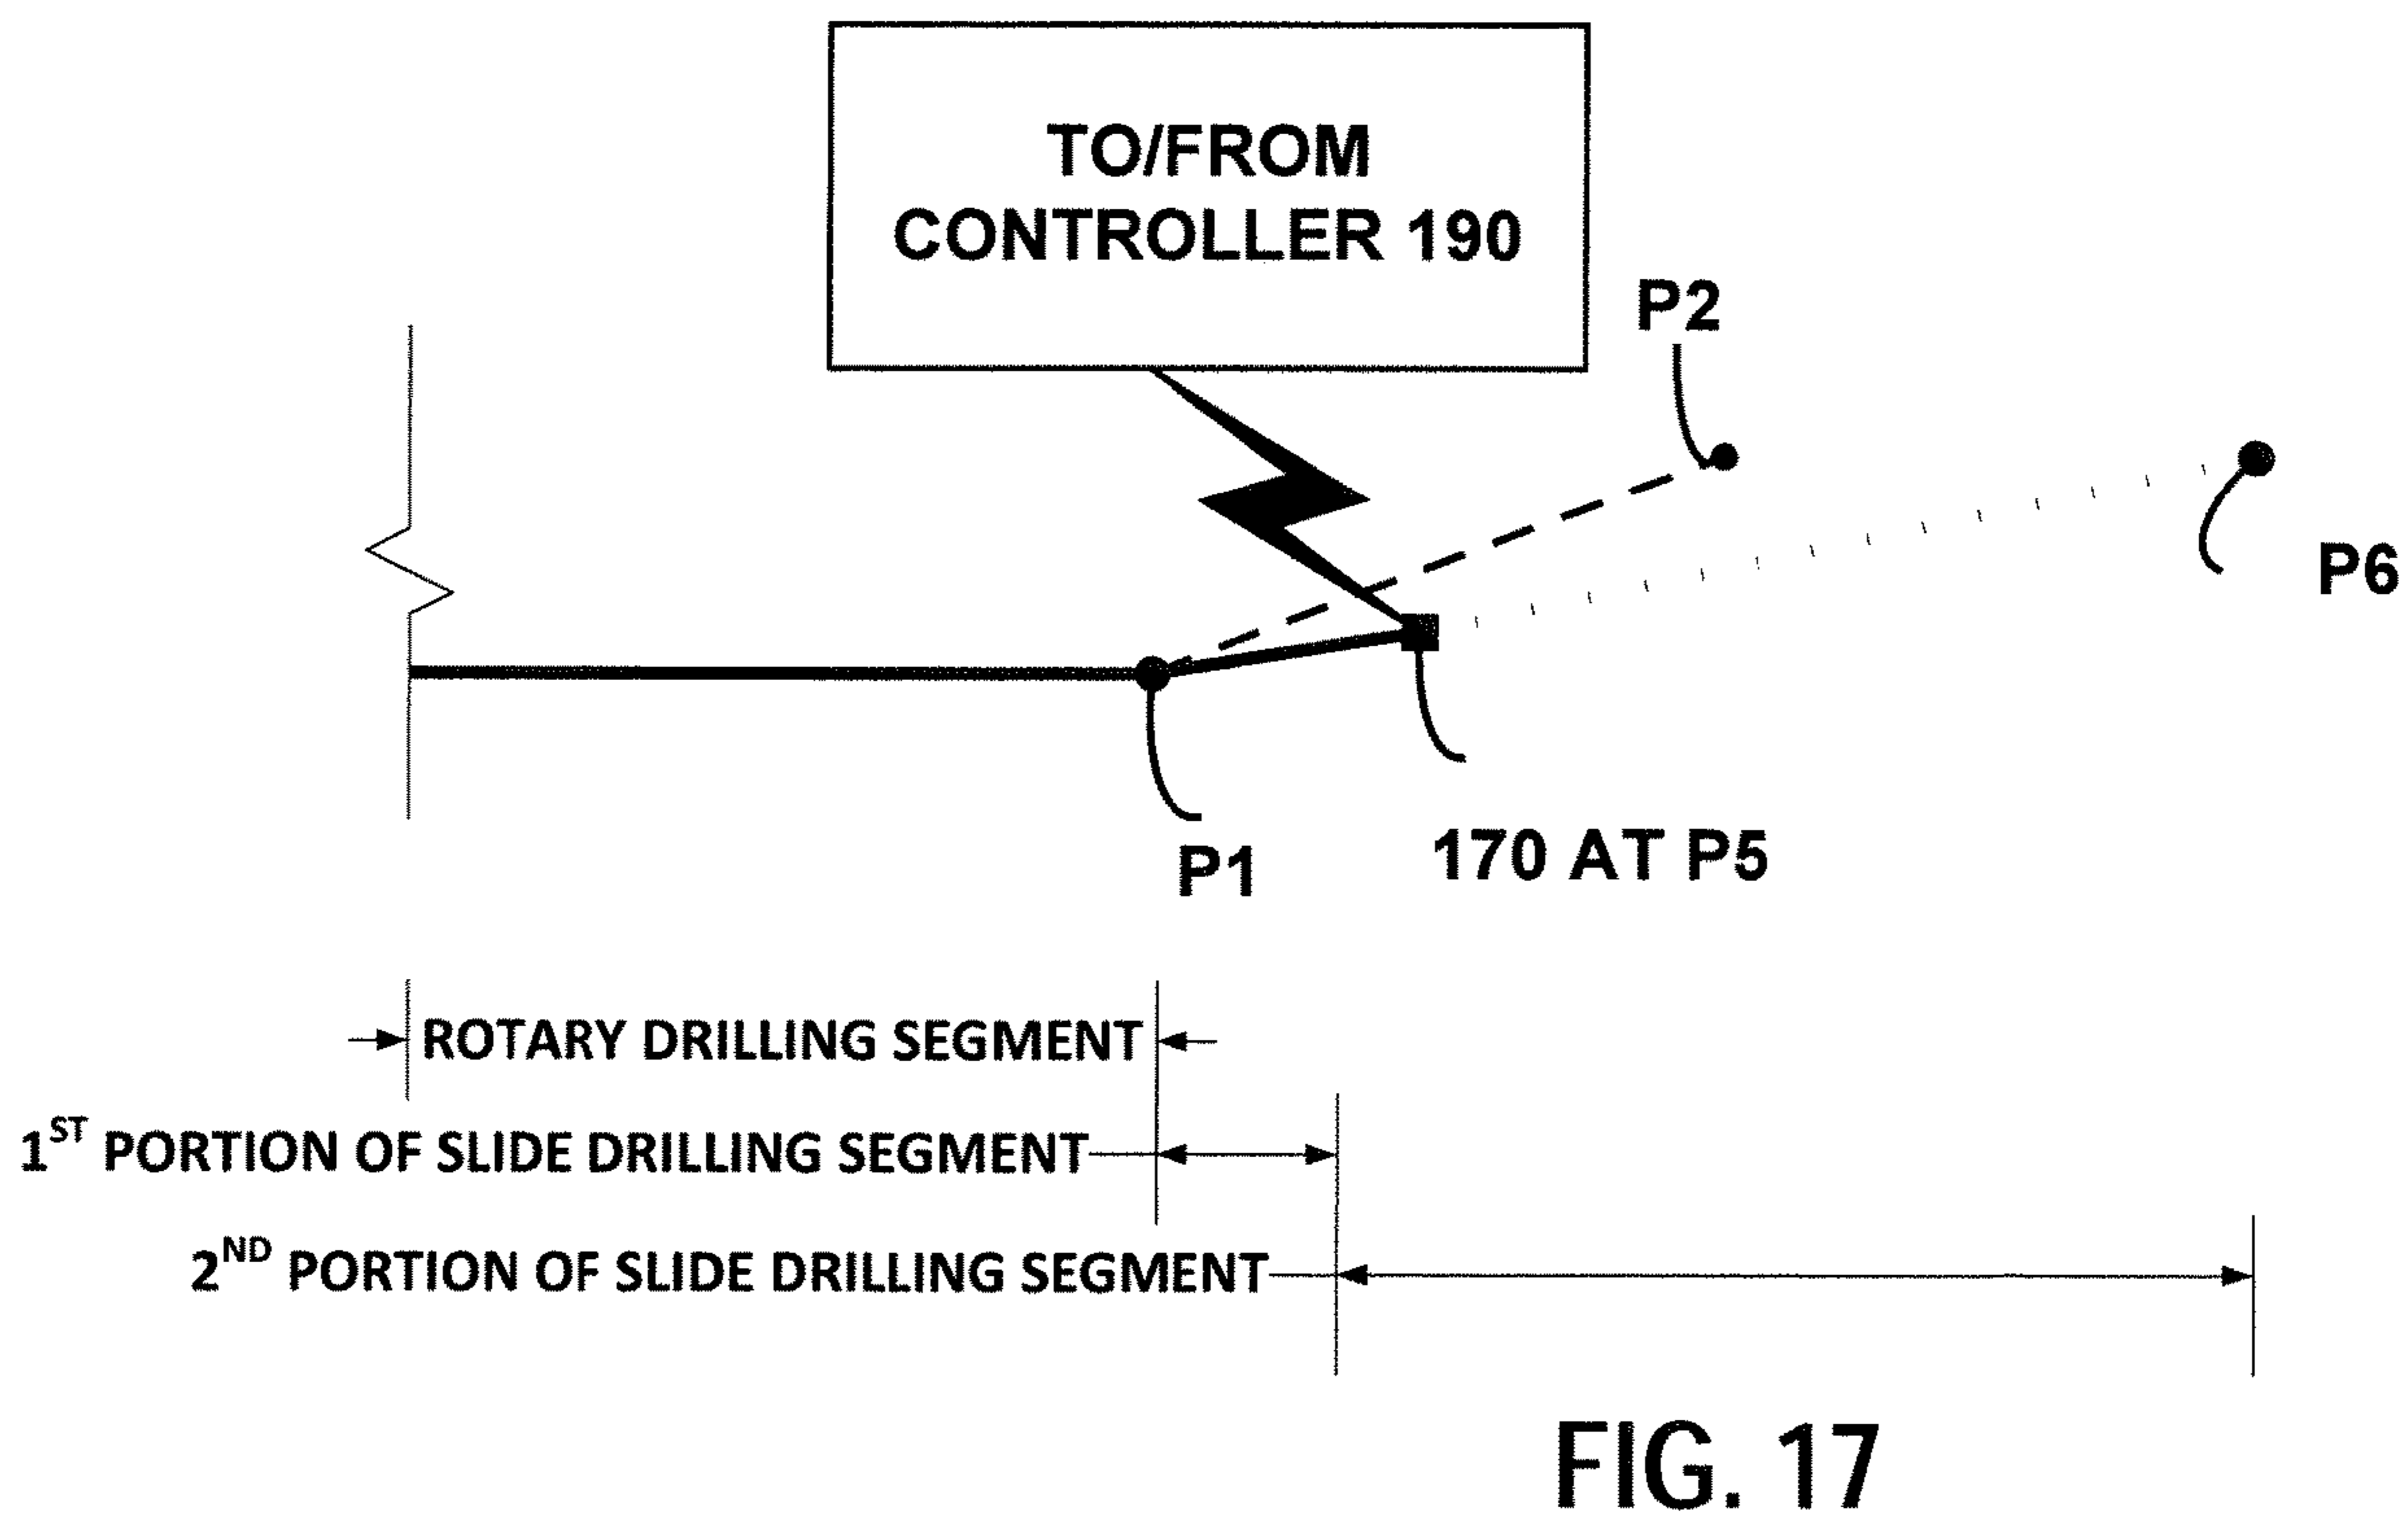 TO/FROM
CONTROLLER 190
P2
P6
P1
170 AT P5
ROTARY DRILLING SEGMENT
1ST PORTION OF SLIDE DRILLING SEGMENT
2ND PORTION OF SLIDE DRILLING SEGMENT
FIG. 17